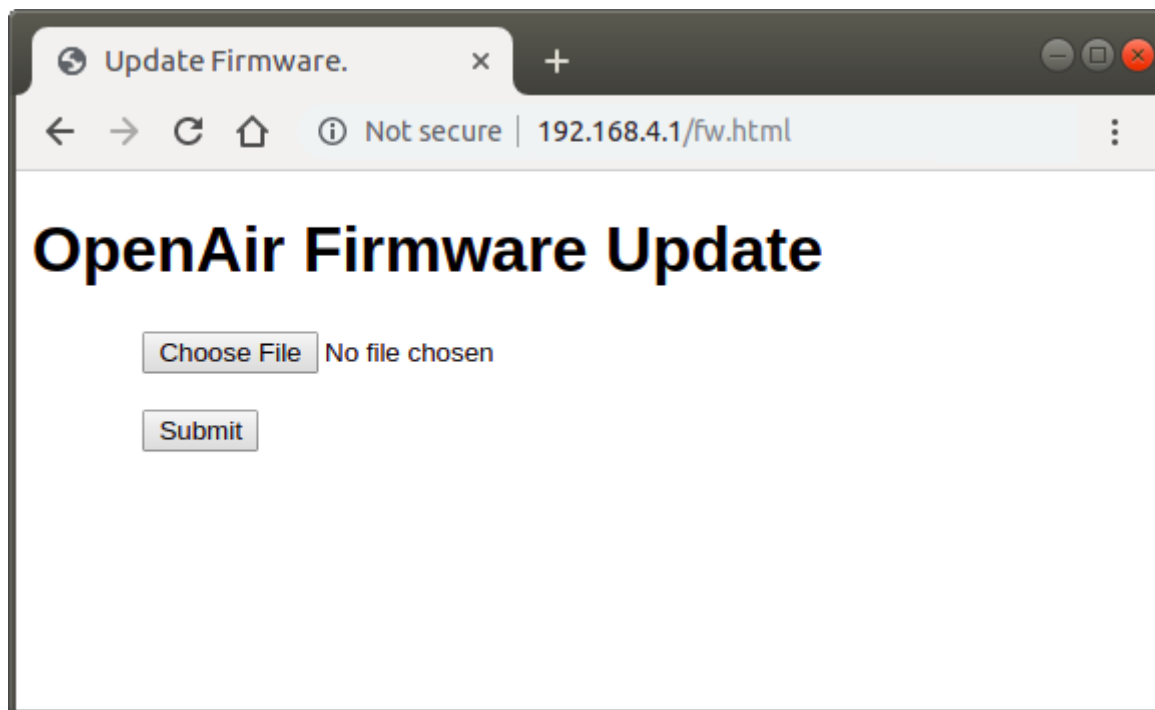 Update Firmware.
Not secure | 192.168.4.1/fw.html
OpenAir Firmware Update
Choose File No file chosen
Submit